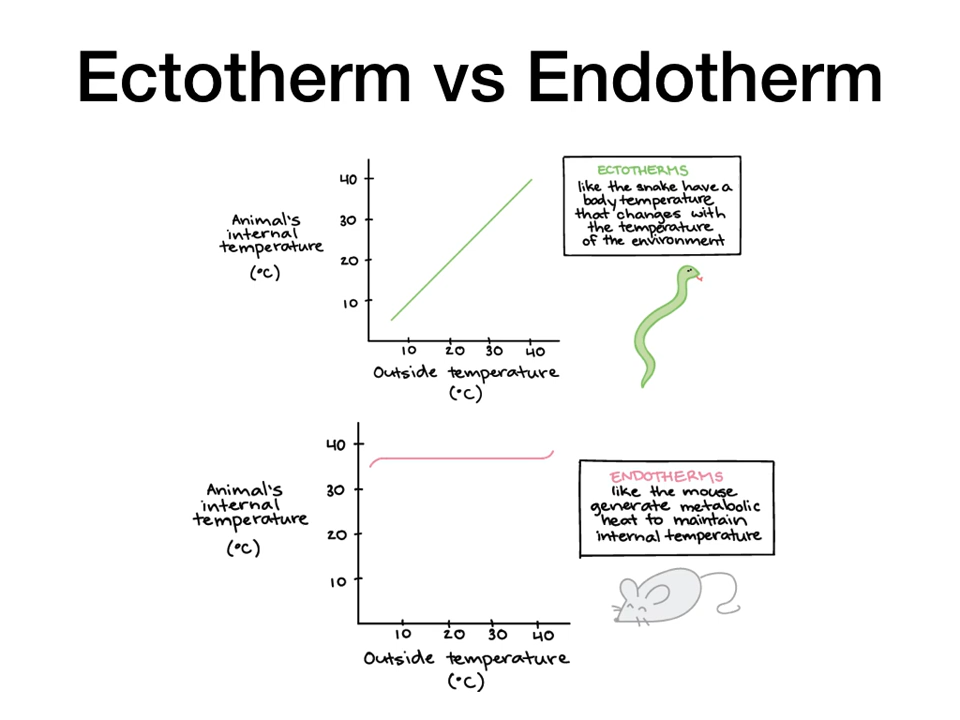 Ectotherm vs Endotherm
Animal's
internal
temperature
(°C)
40
30
20
10
10 20 30 40
Outside temperature
(°C)
ECTOTHERMS
like the snake have a
body temperature
that changes with
the temperature
of the environment
Animal's
internal
temperature
(°C)
40
30
20
10
10 20 30 40
Outside temperature
(°C)
ENDOTHERMS
like the mouse
generate metabolic
heat to maintain
internal temperature